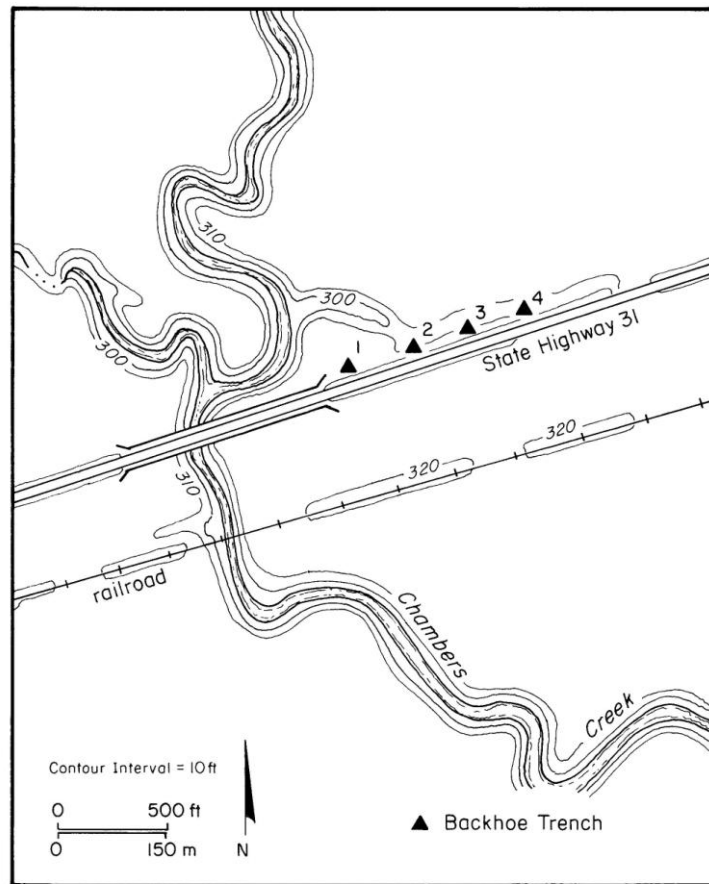 310
300
300
1
2
3
4
State Highway 31
310
320
320
railroad
Chambers
Creek
Contour Interval = 10 ft
0 500 ft
0 150 m
N
▲ Backhoe Trench